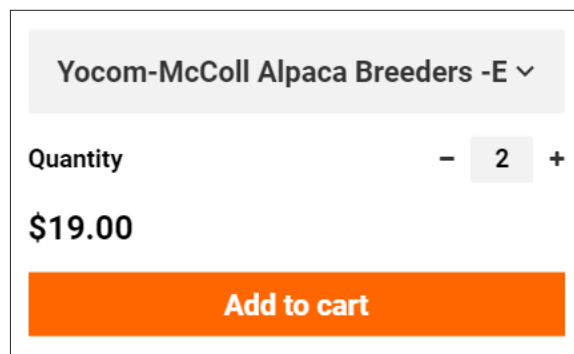 Yocom-McColl Alpaca Breeders -E
Quantity − 2 +
$19.00
Add to cart